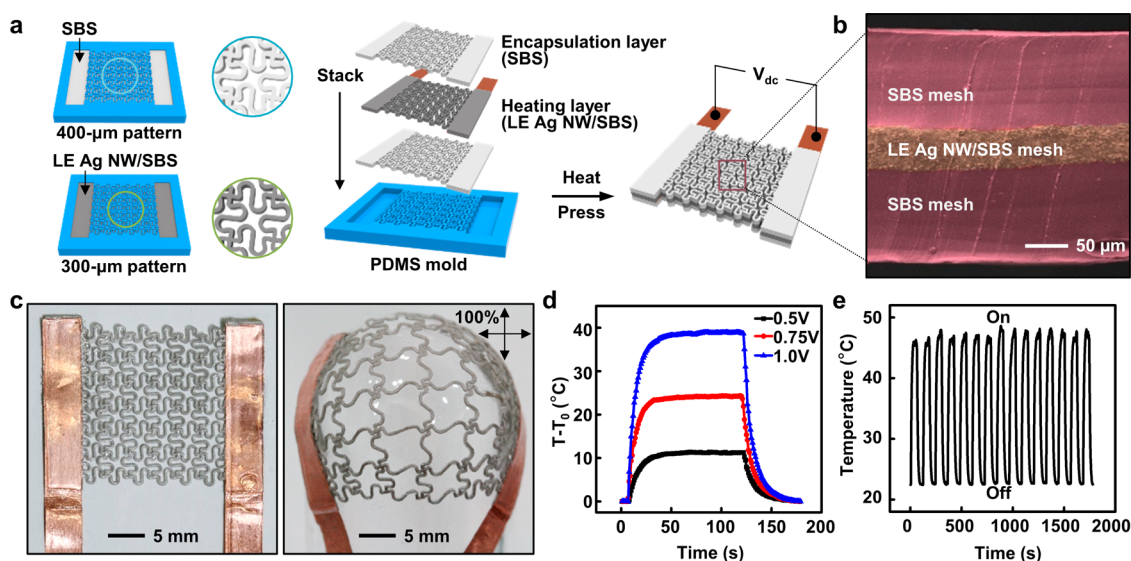 a
SBS
400-µm pattern
LE Ag NW/SBS
300-µm pattern
Stack
Encapsulation layer
(SBS)
Heating layer
(LE Ag NW/SBS)
PDMS mold
Heat
Press
Vdc
b
SBS mesh
LE Ag NW/SBS mesh
SBS mesh
50 µm
c
5 mm
100%
5 mm
d
0.5V
0.75V
1.0V
T-T0 (°C)
40
30
20
10
0
0
50
100
150
200
Time (s)
e
On
Off
Temperature (°C)
50
40
30
20
0
500
1000
1500
2000
Time (s)